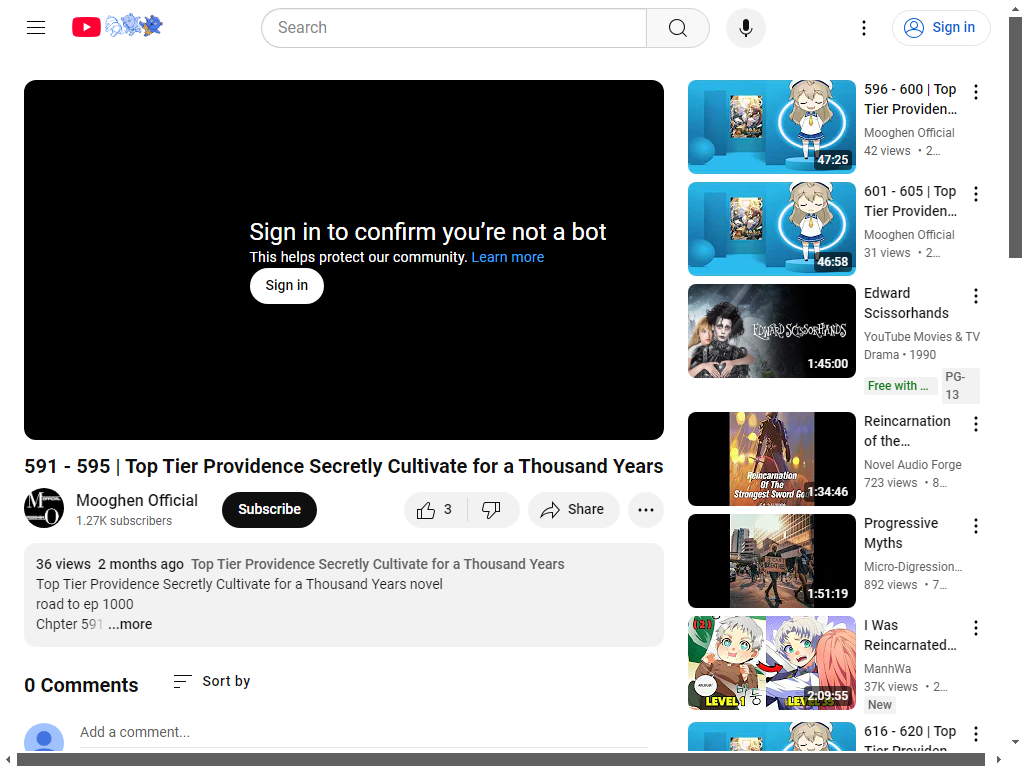 Search
Sign in
Sign in to confirm you’re not a bot
This helps protect our community. Learn more
Sign in
591 - 595 | Top Tier Providence Secretly Cultivate for a Thousand Years
Mooghen Official
1.27K subscribers
Subscribe
3
Share
36 views 2 months ago Top Tier Providence Secretly Cultivate for a Thousand Years
Top Tier Providence Secretly Cultivate for a Thousand Years novel
road to ep 1000
Chpter 591 ...more
0 Comments
Sort by
Add a comment...
47:25
596 - 600 | Top
Tier Providen...
Mooghen Official
42 views • 2...
46:58
601 - 605 | Top
Tier Providen...
Mooghen Official
31 views • 2...
EDWARD SCISSORHANDS
1:45:00
Edward
Scissorhands
YouTube Movies & TV
Drama • 1990
Free with ...
PG-
13
Reincarnation
Of The
Strongest Sword God
1:34:46
Reincarnation
of the...
Novel Audio Forge
723 views • 8...
1:51:19
Progressive
Myths
Micro-Digression...
892 views • 7...
(2)
LEVEL 1
2:09:55
I Was
Reincarnated...
ManhWa
37K views • 2...
New
616 - 620 | Top
Tier Providen...